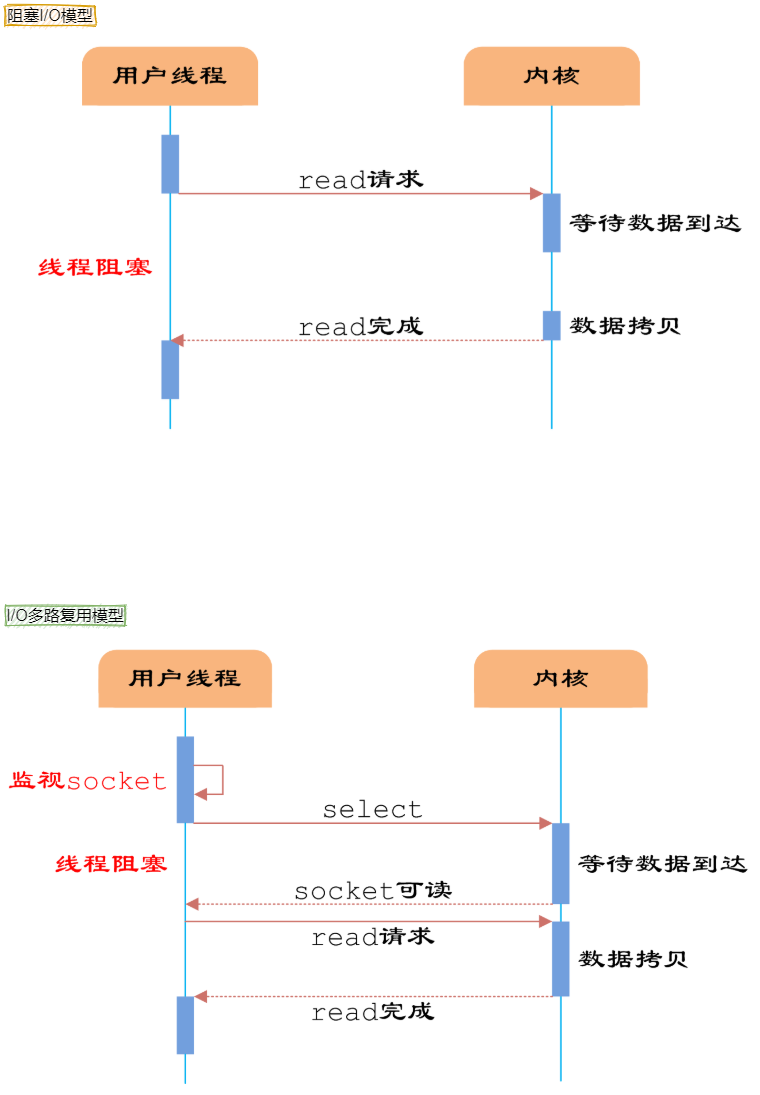 阻塞I/O模型
用户线程
内核
read请求
等待数据到达
线程阻塞
read完成
数据拷贝
I/O多路复用模型
用户线程
内核
监视socket
select
线程阻塞
等待数据到达
socket可读
read请求
数据拷贝
read完成